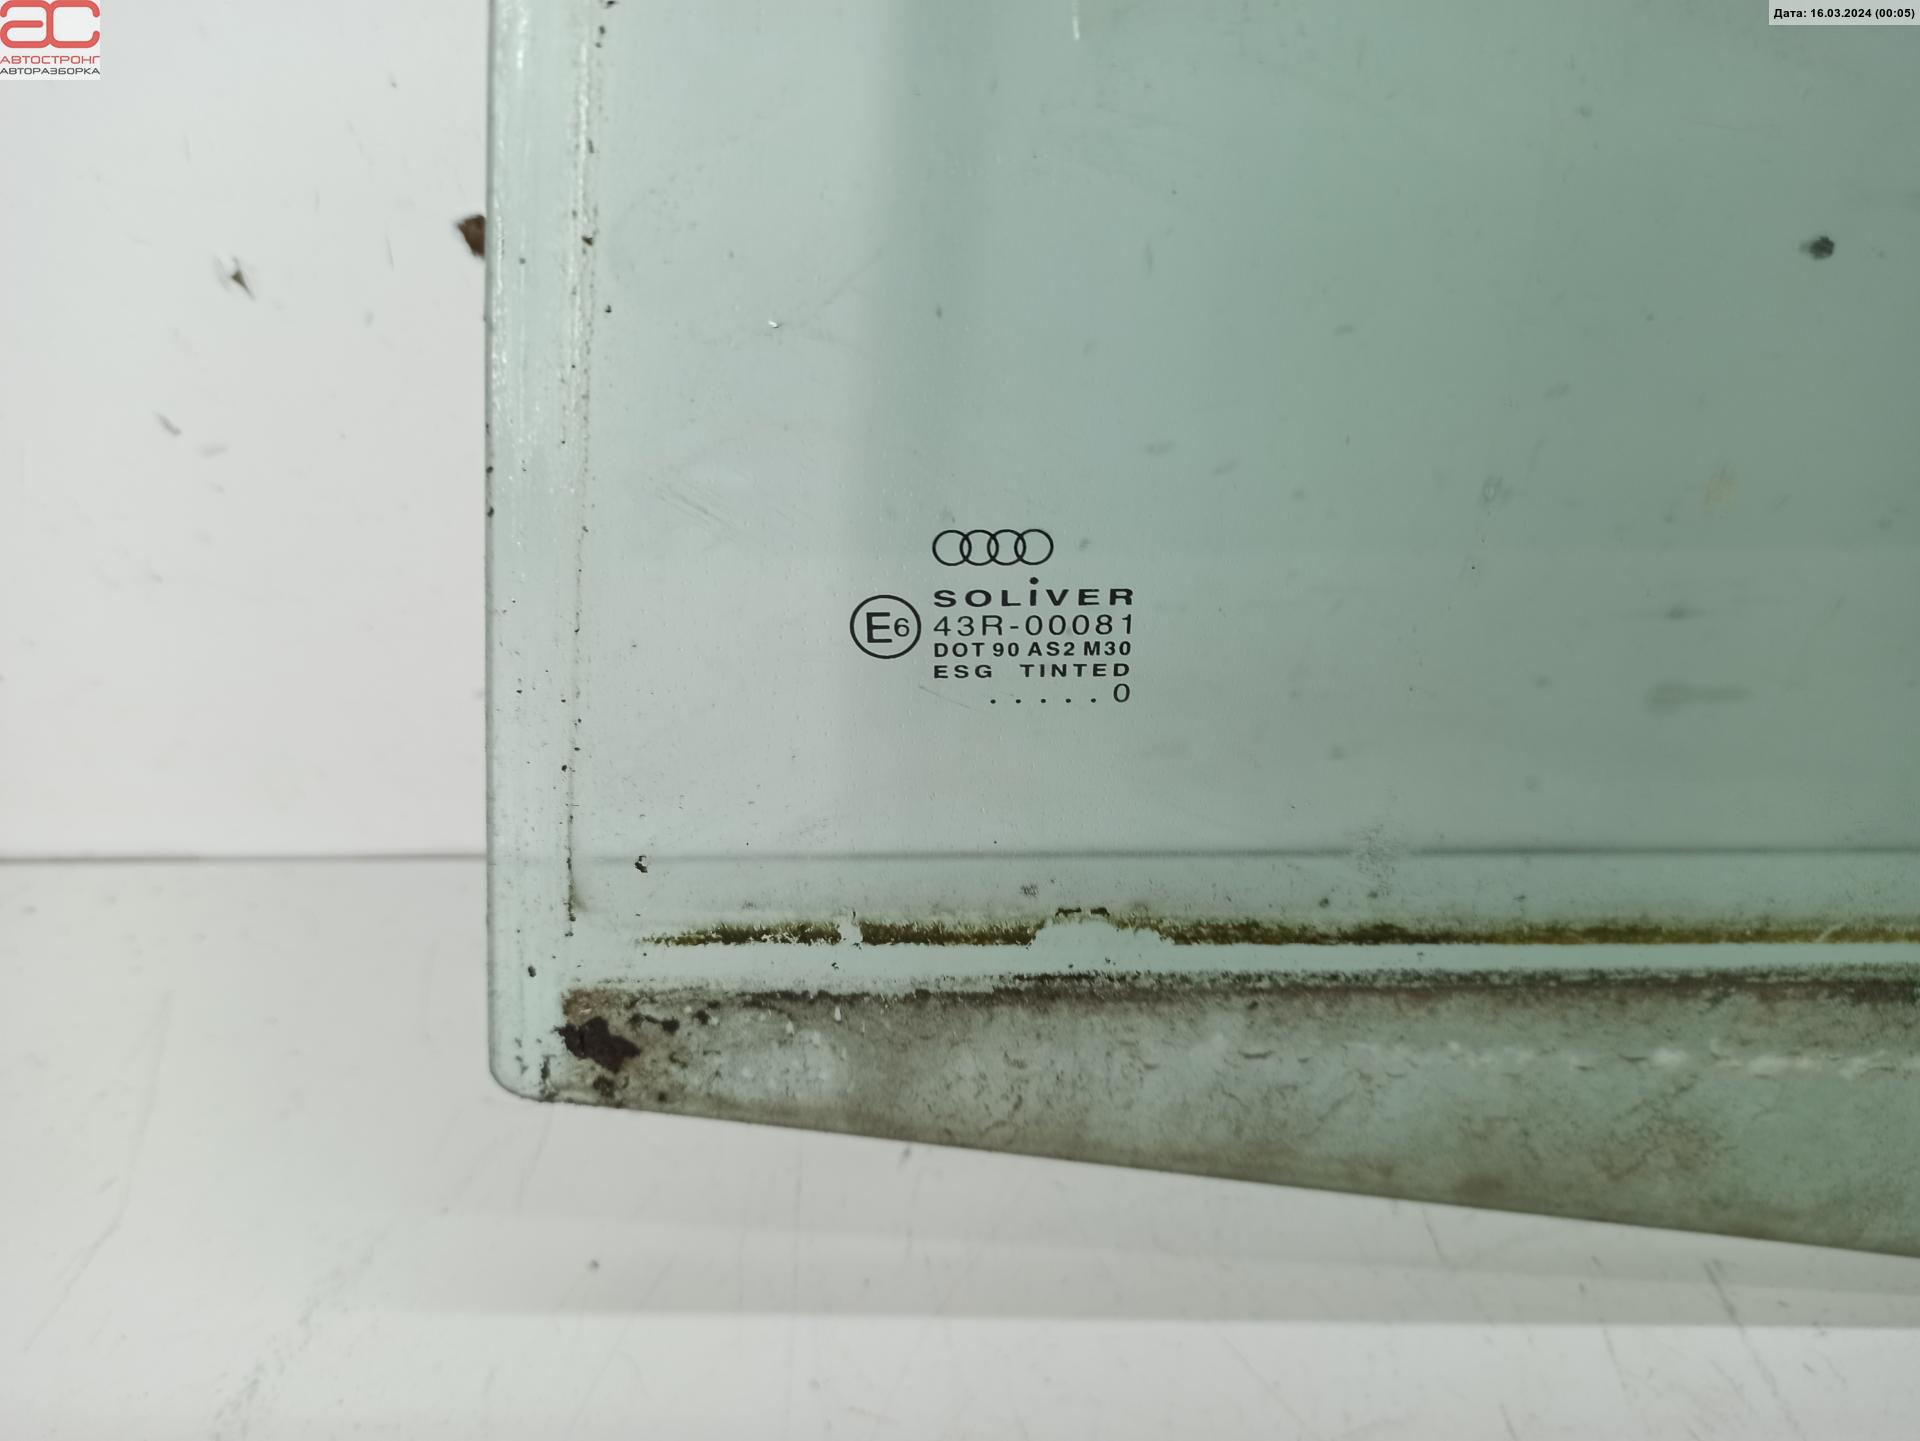 ac
АВТОСТРОНГ
АВТОРАЗБОРКА
Дата: 16.03.2024 (00:05)
SOLiVER
E6
43R-00081
DOT 90 AS2 M30
ESG TINTED
. . . . . 0